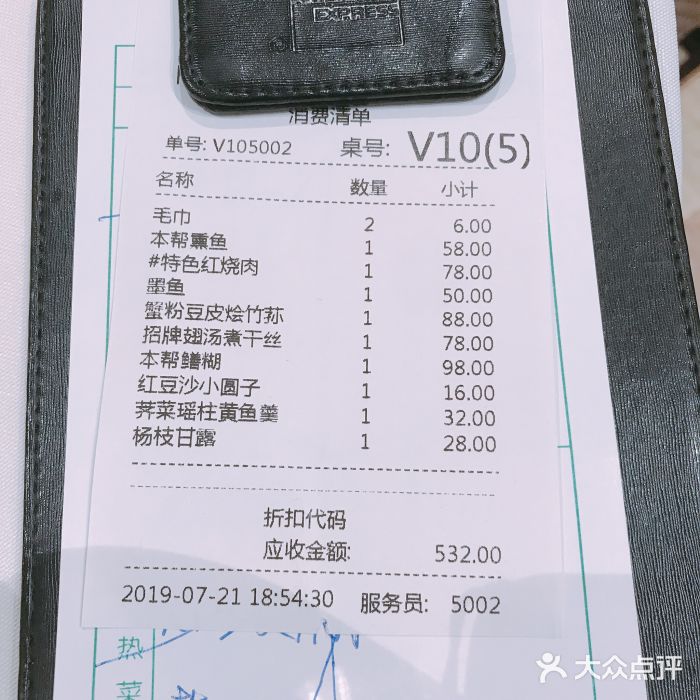 EXPRESS
消费清单
单号: V105002 桌号: V10(5)
名称 数量 小计
毛巾 2 6.00
本帮熏鱼 1 58.00
#特色红烧肉 1 78.00
墨鱼 1 50.00
蟹粉豆皮烩竹荪 1 88.00
招牌翅汤煮干丝 1 78.00
本帮鳝糊 1 98.00
红豆沙小圆子 1 16.00
荠菜瑶柱黄鱼羹 1 32.00
杨枝甘露 1 28.00
折扣代码
应收金额: 532.00
2019-07-21 18:54:30 服务员: 5002
热
菜
大众点评